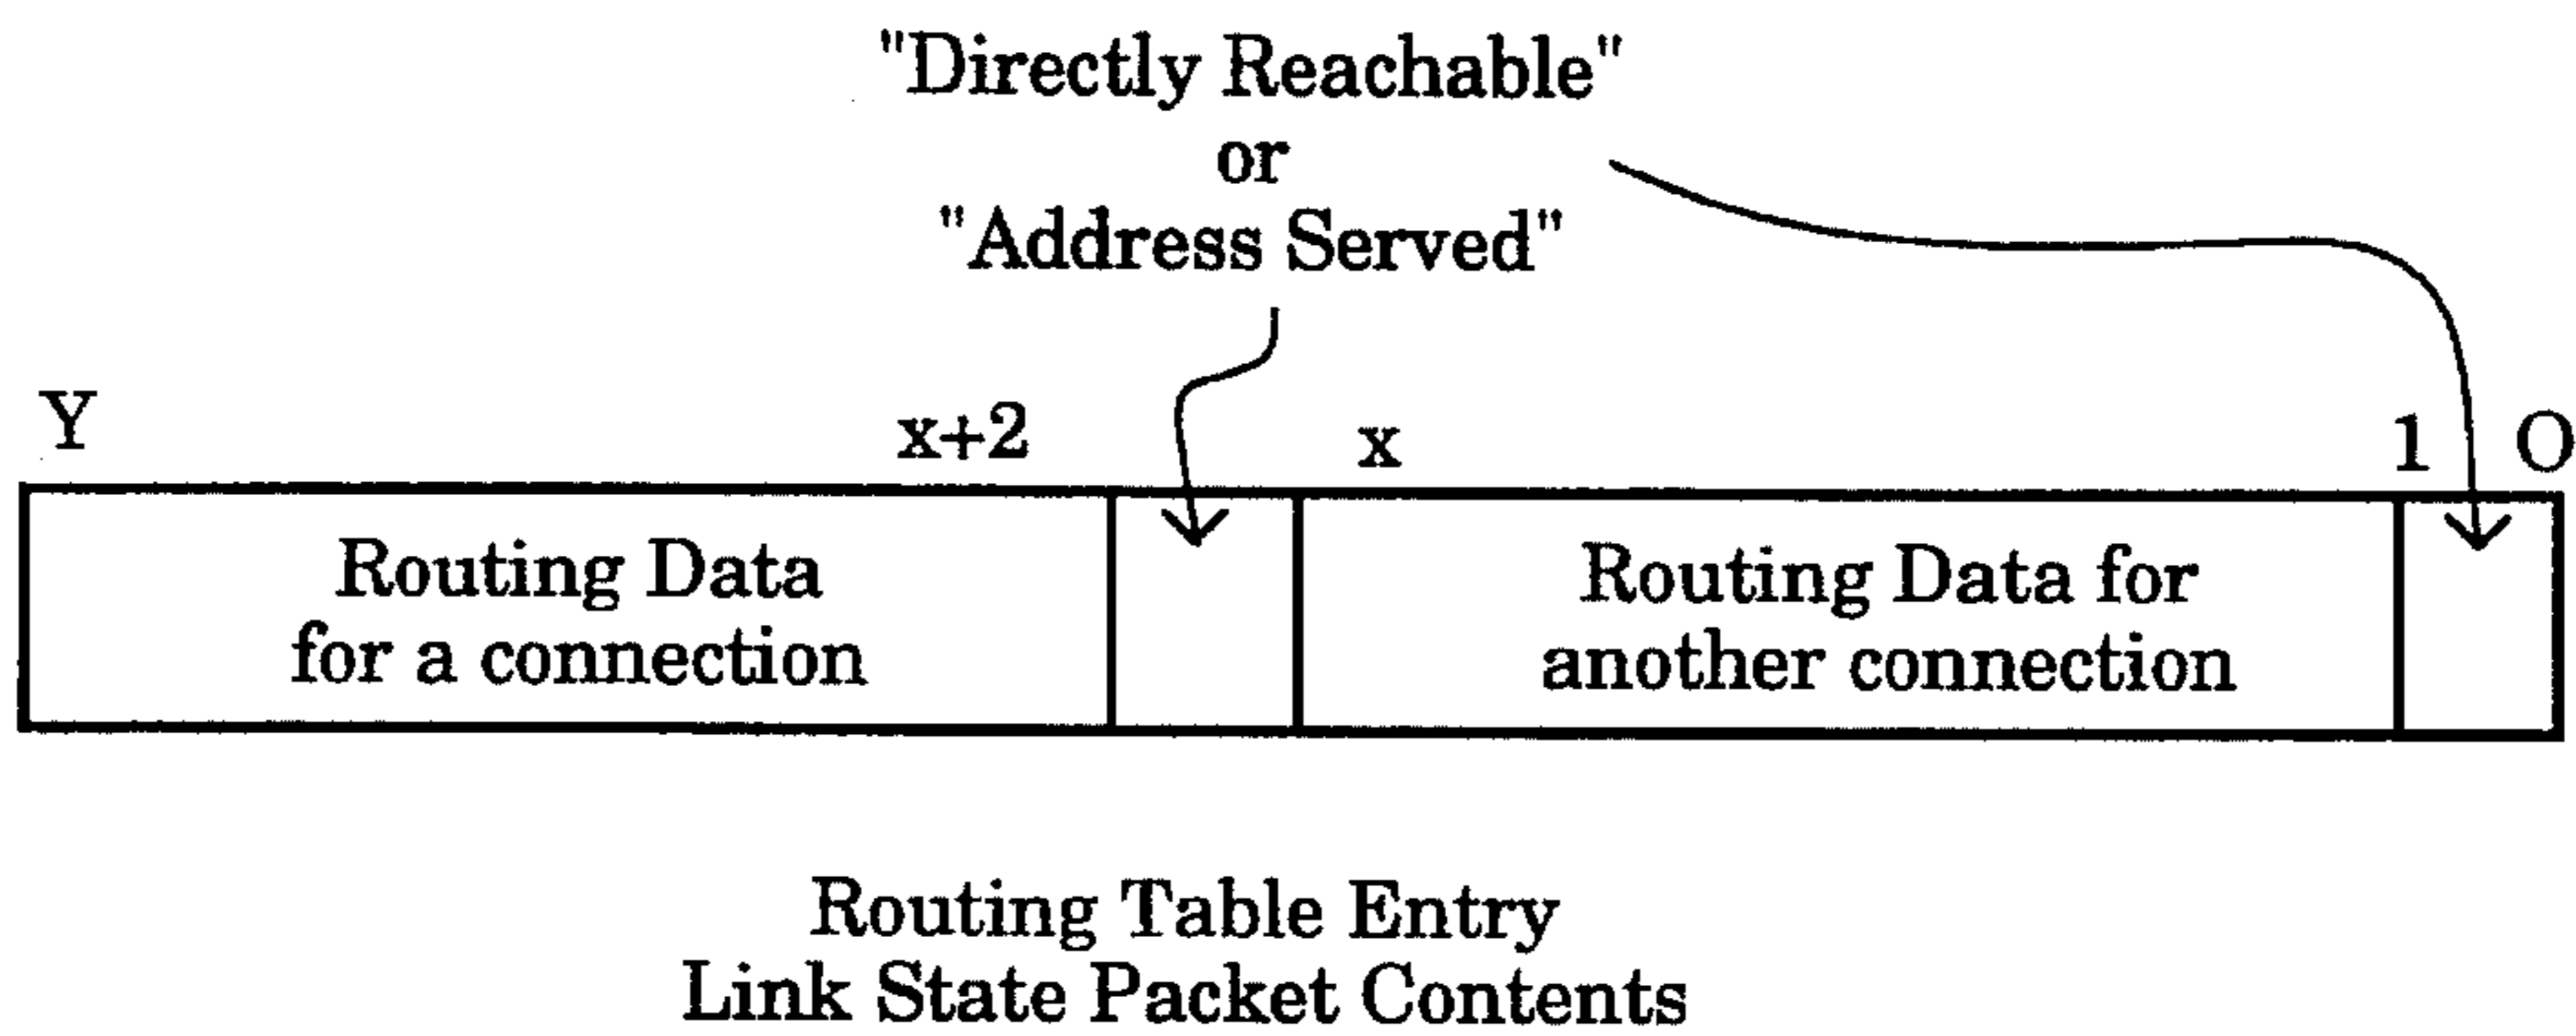 "Directly Reachable"
or
"Address Served"
Y x+2 x 1 O
Routing Data
for a connection
Routing Data for
another connection
Routing Table Entry
Link State Packet Contents